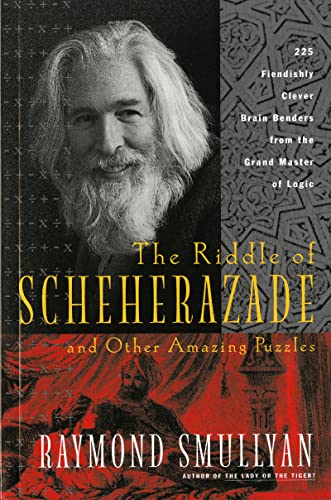 225
Fiendishly
Clever
Brain Benders
from the
Grand Master
of Logic
The Riddle of
SCHEHERAZADE
and Other Amazing Puzzles
RAYMOND SMULLYAN
AUTHOR OF THE LADY OR THE TIGER?